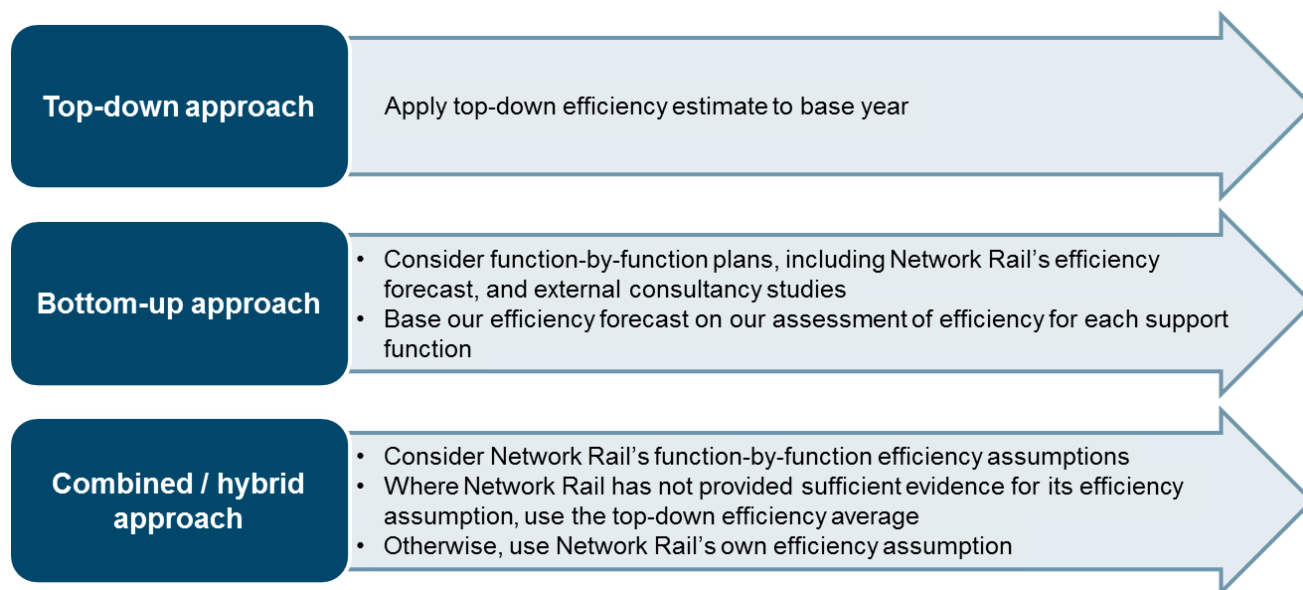 Top-down approach
Apply top-down efficiency estimate to base year
Bottom-up approach
• Consider function-by-function plans, including Network Rail’s efficiency
forecast, and external consultancy studies
• Base our efficiency forecast on our assessment of efficiency for each support
function
Combined / hybrid
approach
• Consider Network Rail’s function-by-function efficiency assumptions
• Where Network Rail has not provided sufficient evidence for its efficiency
assumption, use the top-down efficiency average
• Otherwise, use Network Rail’s own efficiency assumption